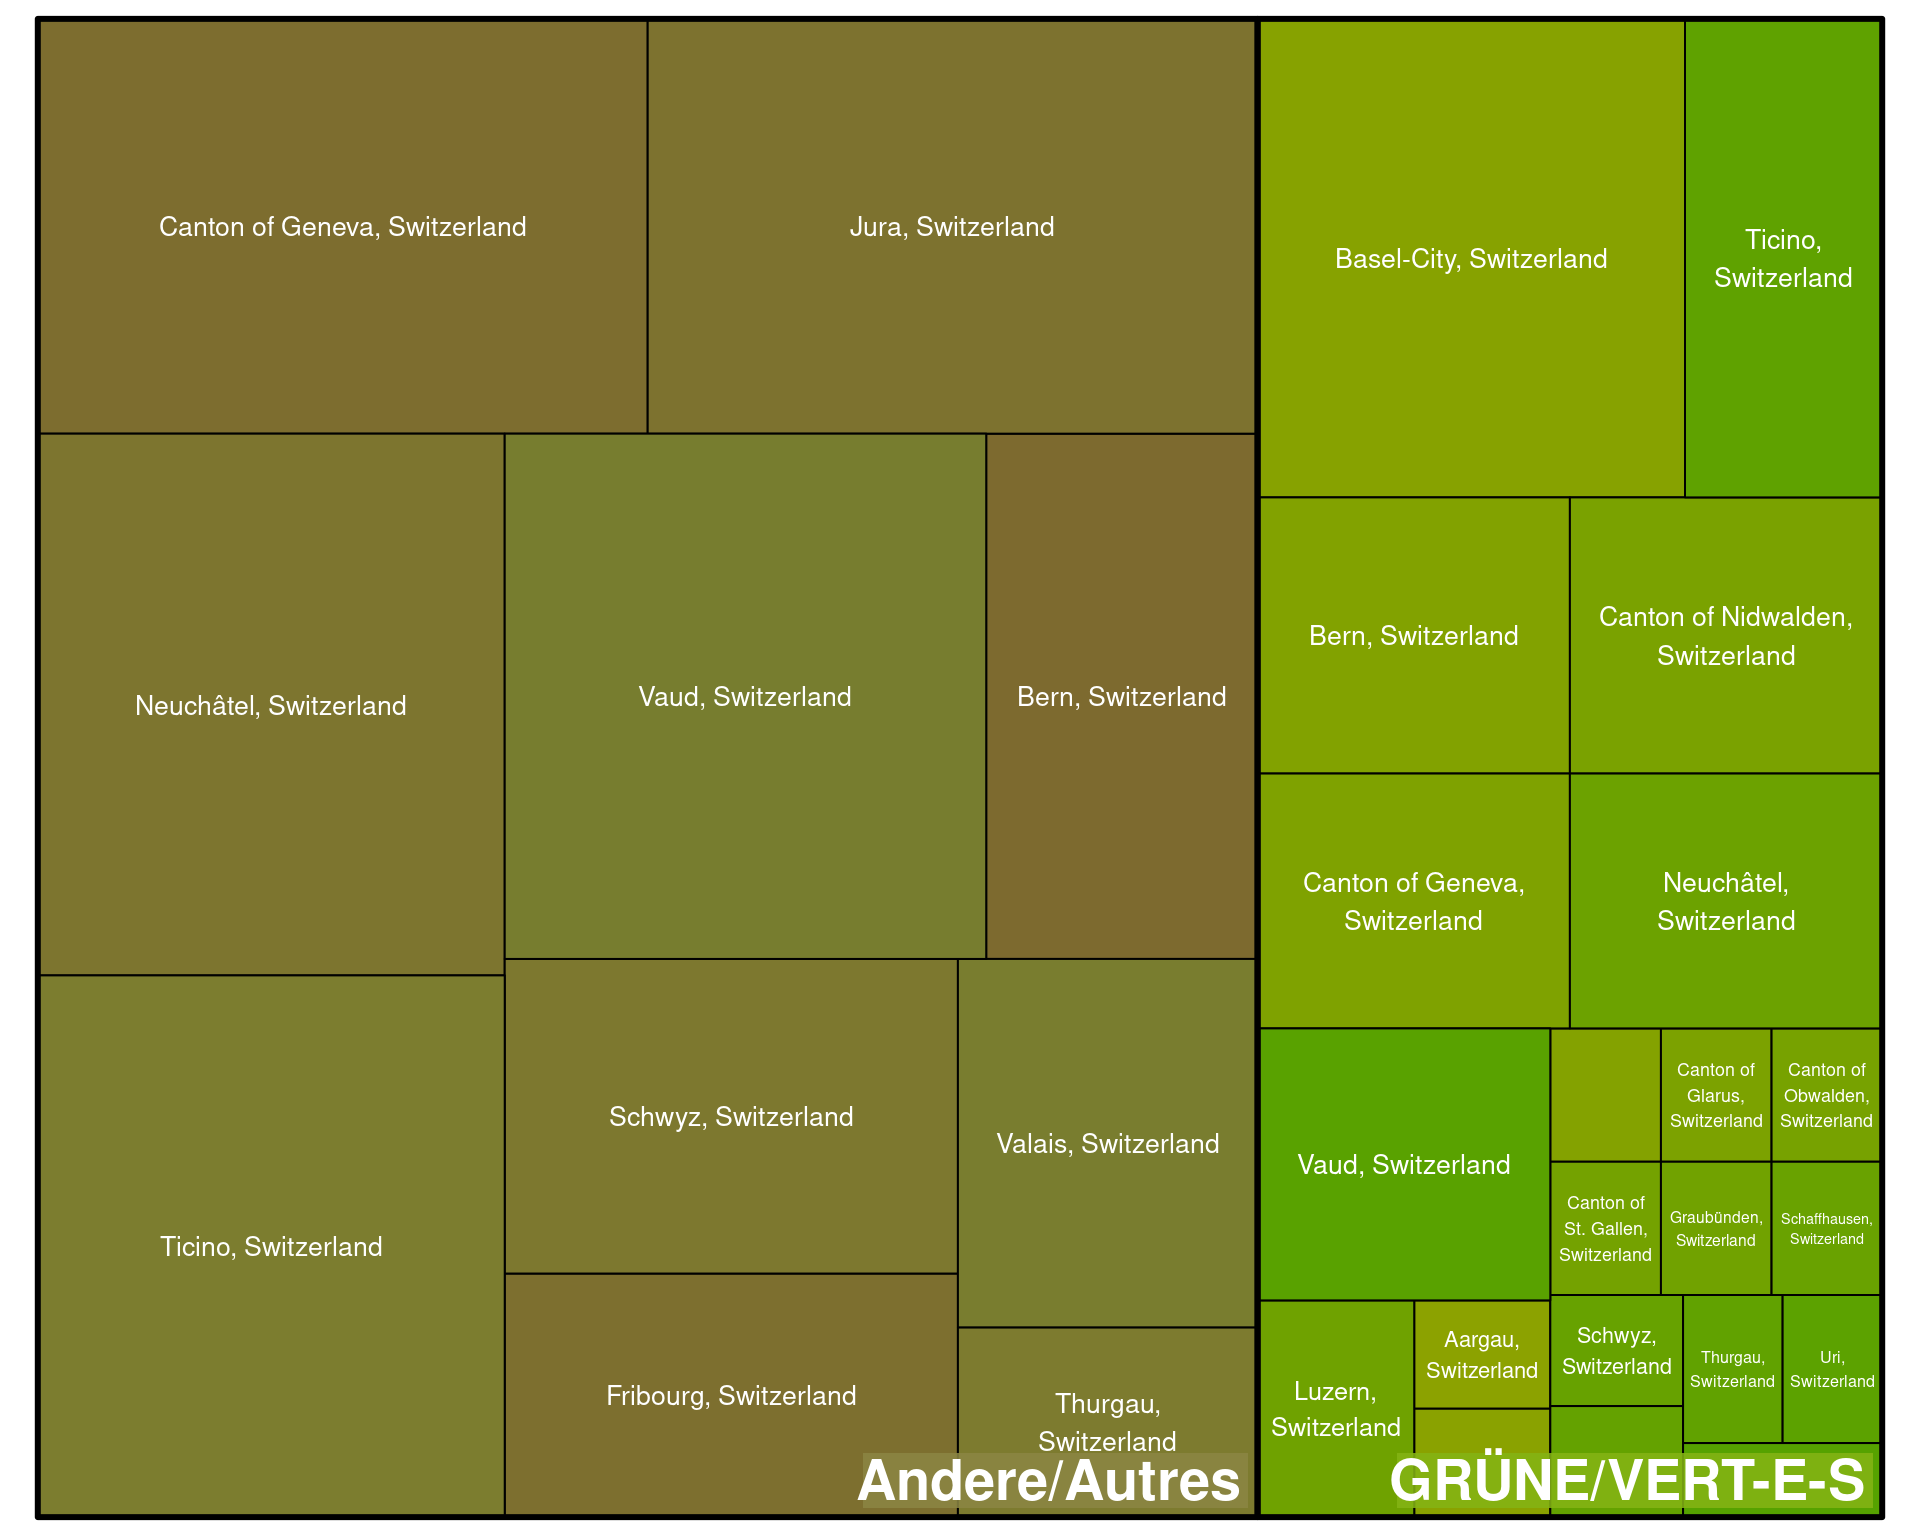 Canton of Geneva, Switzerland
Jura, Switzerland
Neuchâtel, Switzerland
Vaud, Switzerland
Bern, Switzerland
Ticino, Switzerland
Schwyz, Switzerland
Valais, Switzerland
Fribourg, Switzerland
Thurgau,
Switzerland
Andere/Autres
Basel-City, Switzerland
Ticino,
Switzerland
Bern, Switzerland
Canton of Nidwalden,
Switzerland
Canton of Geneva,
Switzerland
Neuchâtel,
Switzerland
Vaud, Switzerland
Canton of
Glarus,
Switzerland
Canton of
Obwalden,
Switzerland
Canton of
St. Gallen,
Switzerland
Graubünden,
Switzerland
Schaffhausen,
Switzerland
Luzern,
Switzerland
Aargau,
Switzerland
Schwyz,
Switzerland
Thurgau,
Switzerland
Uri,
Switzerland
GRÜNE/VERT-E-S